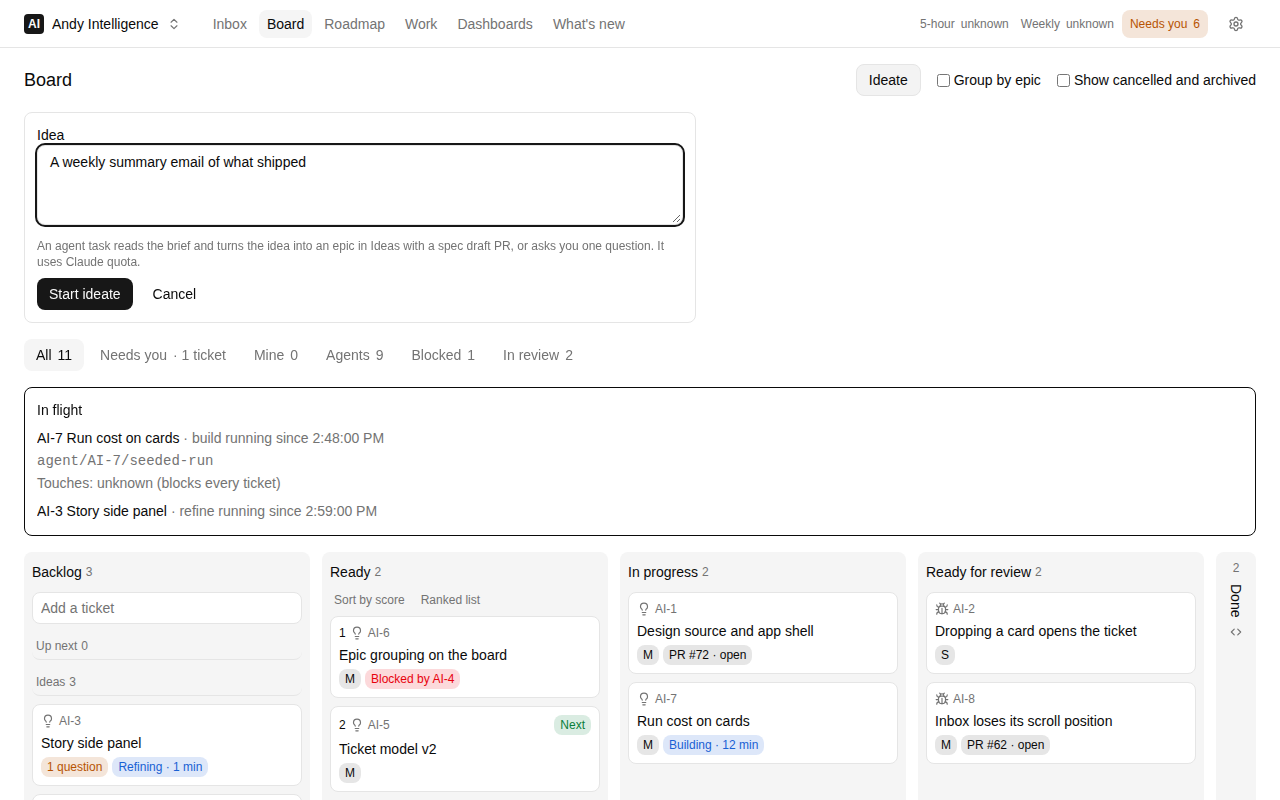 AI Andy Intelligence Inbox Board Roadmap Work Dashboards What's new 5-hour unknown Weekly unknown Needs you 6
Board Ideate Group by epic Show cancelled and archived
Idea
A weekly summary email of what shipped
An agent task reads the brief and turns the idea into an epic in Ideas with a spec draft PR, or asks you one question. It
uses Claude quota.
Start ideate Cancel
All 11 Needs you · 1 ticket Mine 0 Agents 9 Blocked 1 In review 2
In flight
AI-7 Run cost on cards · build running since 2:48:00 PM
agent/AI-7/seeded-run
Touches: unknown (blocks every ticket)
AI-3 Story side panel · refine running since 2:59:00 PM
Backlog 3
Add a ticket
Up next 0
Ideas 3
AI-3
Story side panel
1 question Refining · 1 min
Ready 2
Sort by score Ranked list
1 AI-6
Epic grouping on the board
M Blocked by AI-4
2 AI-5 Next
Ticket model v2
M
In progress 2
AI-1
Design source and app shell
M PR #72 · open
AI-7
Run cost on cards
M Building · 12 min
Ready for review 2
AI-2
Dropping a card opens the ticket
S
AI-8
Inbox loses its scroll position
M PR #62 · open
2
Done